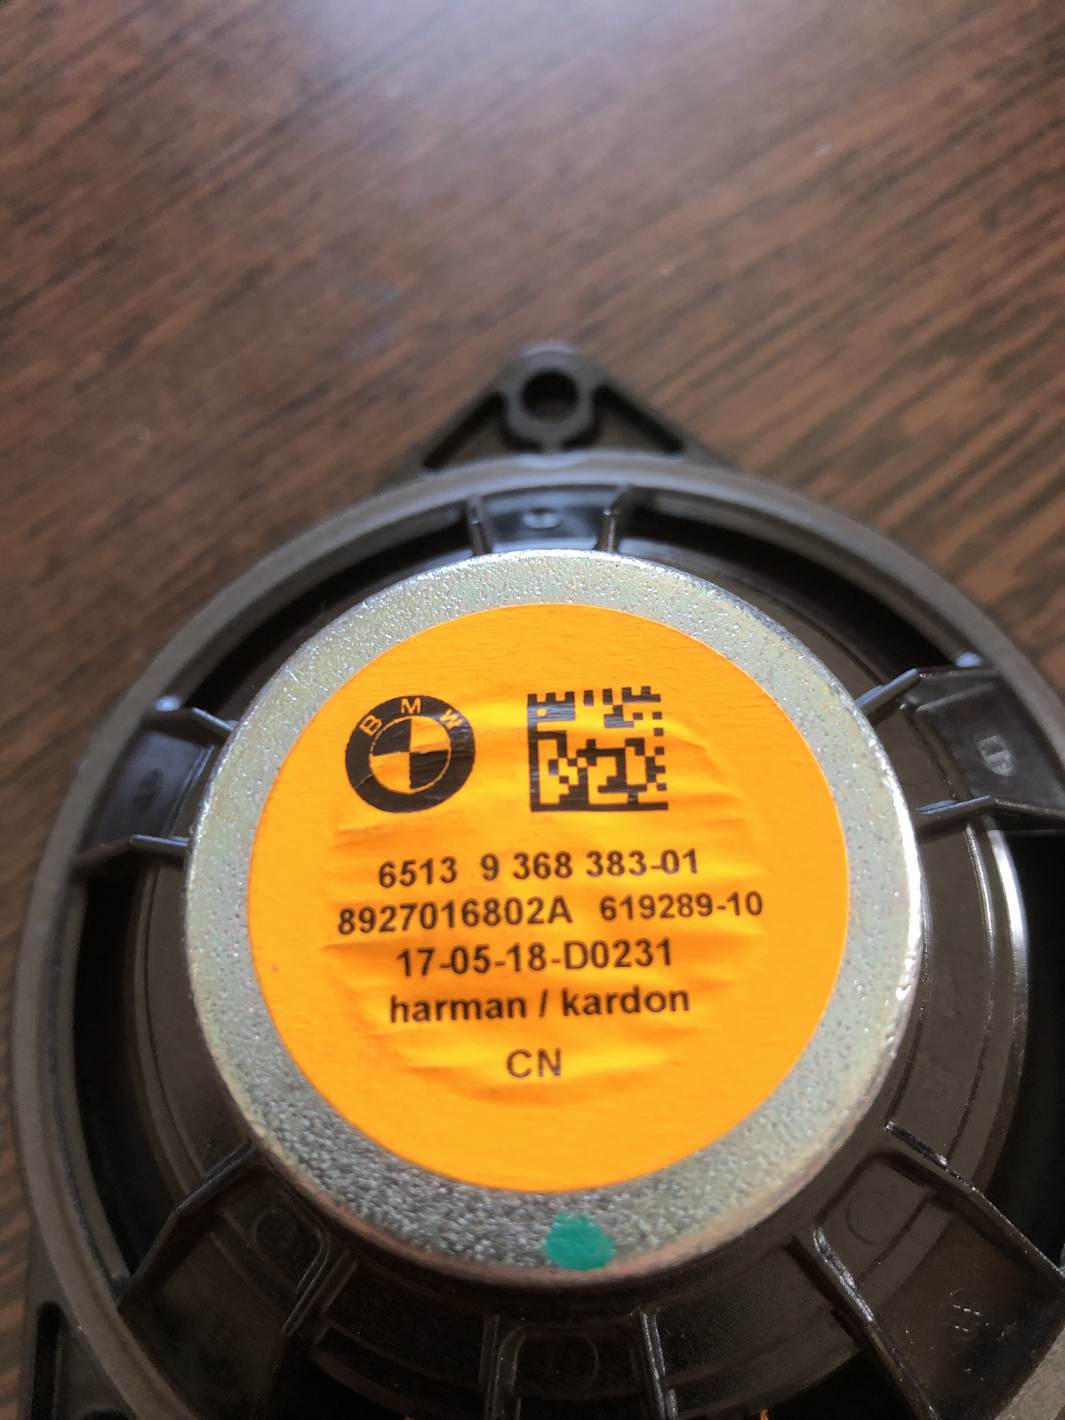 BMW
6513 9 368 383-01
8927016802A 619289-10
17-05-18-D0231
harman / kardon
CN